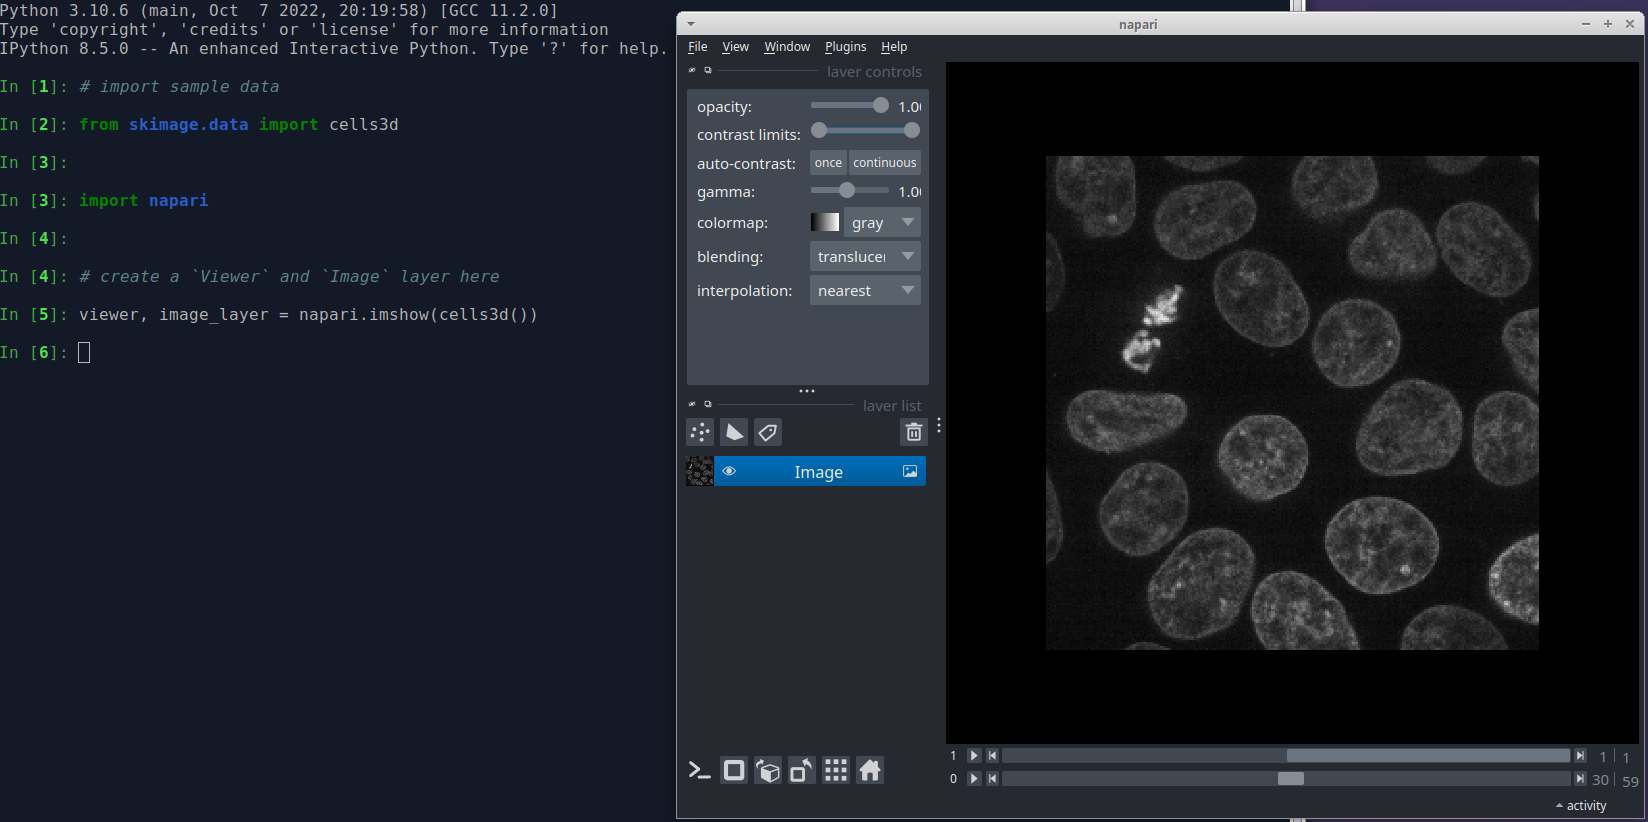 Python 3.10.6 (main, Oct  7 2022, 20:19:58) [GCC 11.2.0]
Type 'copyright', 'credits' or 'license' for more information
IPython 8.5.0 -- An enhanced Interactive Python. Type '?' for help.
In [1]: # import sample data
In [2]: from skimage.data import cells3d
In [3]:
In [3]: import napari
In [4]:
In [4]: # create a `Viewer` and `Image` layer here
In [5]: viewer, image_layer = napari.imshow(cells3d())
In [6]:
napari
File View Window Plugins Help
layer controls
opacity: 1.00
contrast limits:
auto-contrast: once continuous
gamma: 1.00
colormap: gray
blending: translucen
interpolation: nearest
layer list
Image
1 1 1
0 30 59
activity